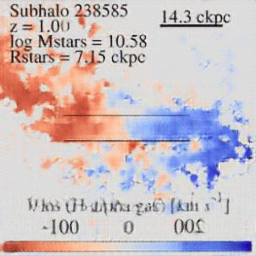 Subhalo 238585
14.3 ckpc
z = 1.00
log Mstars = 10.58
Rstars = 7.15 ckpc
-100 0